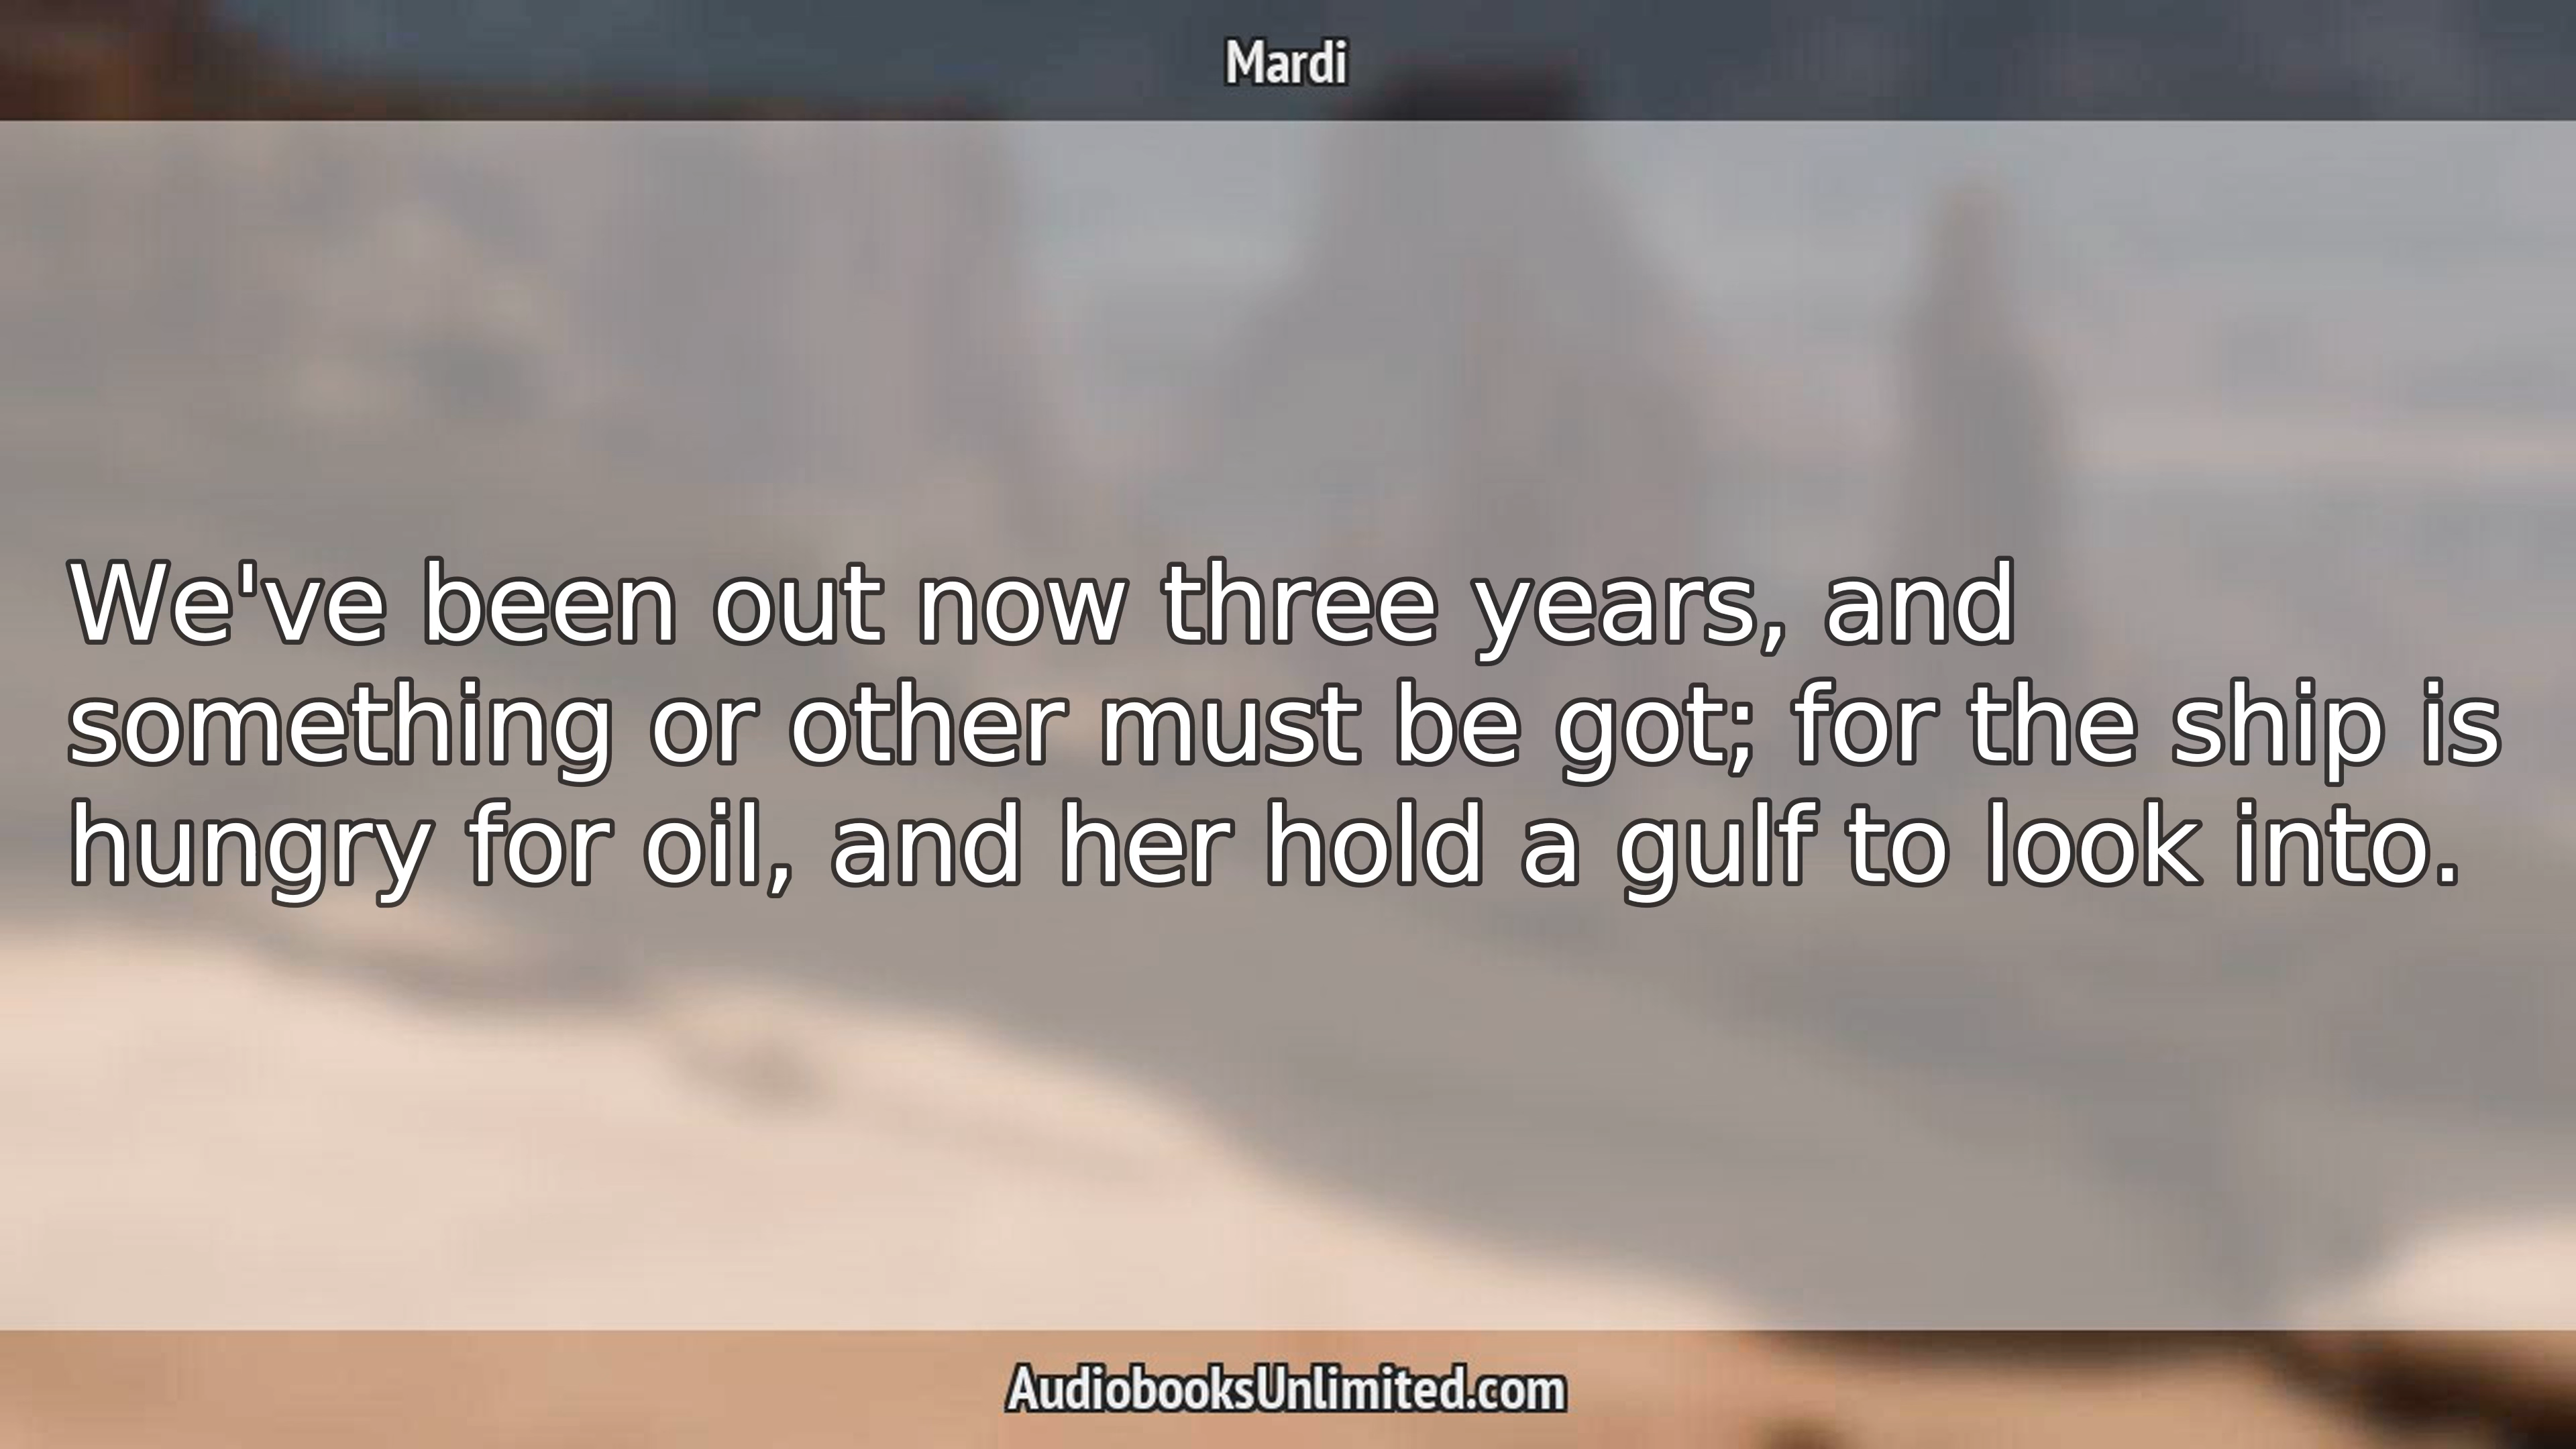 Mardi
We've been out now three years, and
something or other must be got; for the ship is
hungry for oil, and her hold a gulf to look into.
AudiobooksUnlimited.com